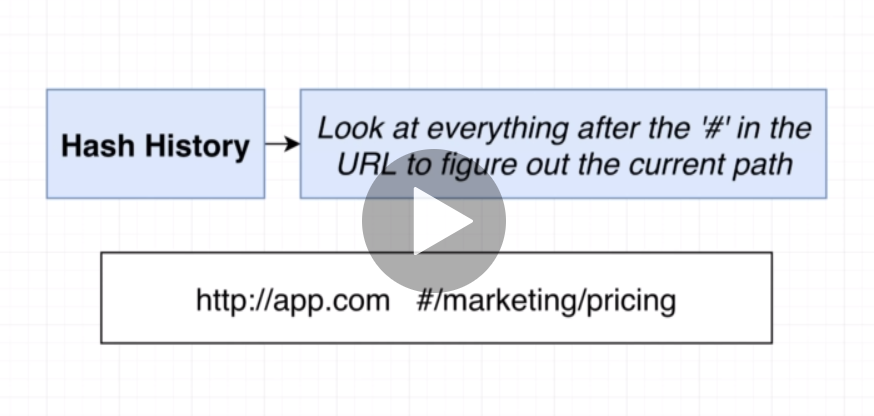 Hash History
Look at everything after the '#' in the
URL to figure out the current path
http://app.com #/marketing/pricing